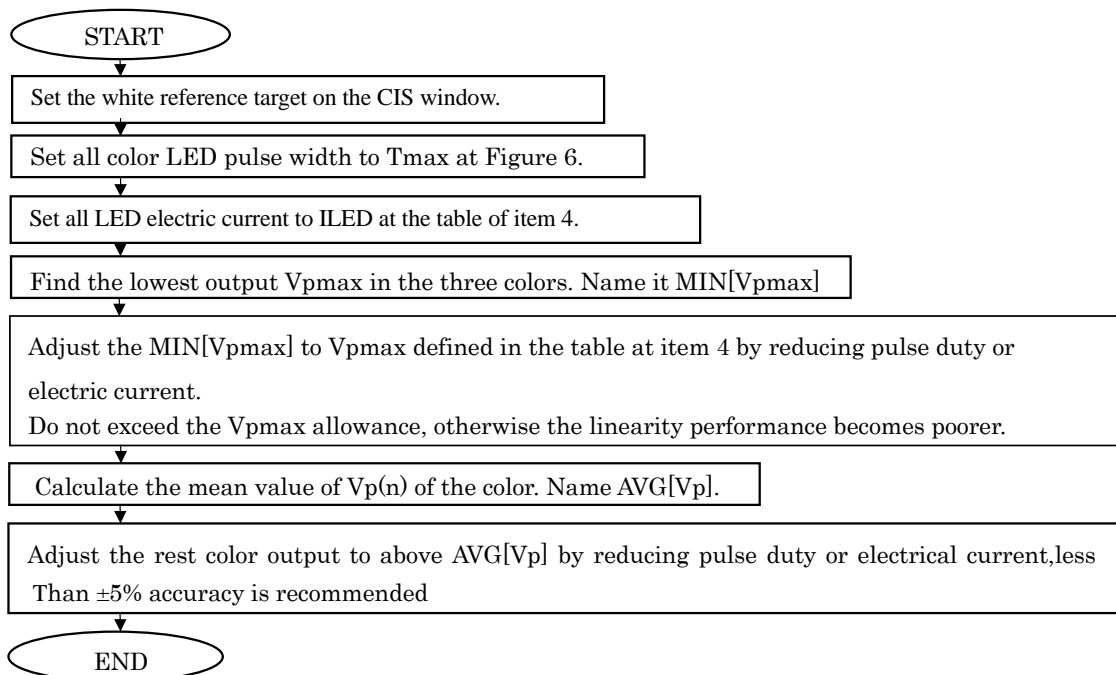 START
Set the white reference target on the CIS window.
Set all color LED pulse width to Tmax at Figure 6.
Set all LED electric current to ILED at the table of item 4.
Find the lowest output Vpmax in the three colors. Name it MIN[Vpmax]
Adjust the MIN[Vpmax] to Vpmax defined in the table at item 4 by reducing pulse duty or
electric current.
Do not exceed the Vpmax allowance, otherwise the linearity performance becomes poorer.
Calculate the mean value of Vp(n) of the color. Name AVG[Vp].
Adjust the rest color output to above AVG[Vp] by reducing pulse duty or electrical current,less
Than ±5% accuracy is recommended
END